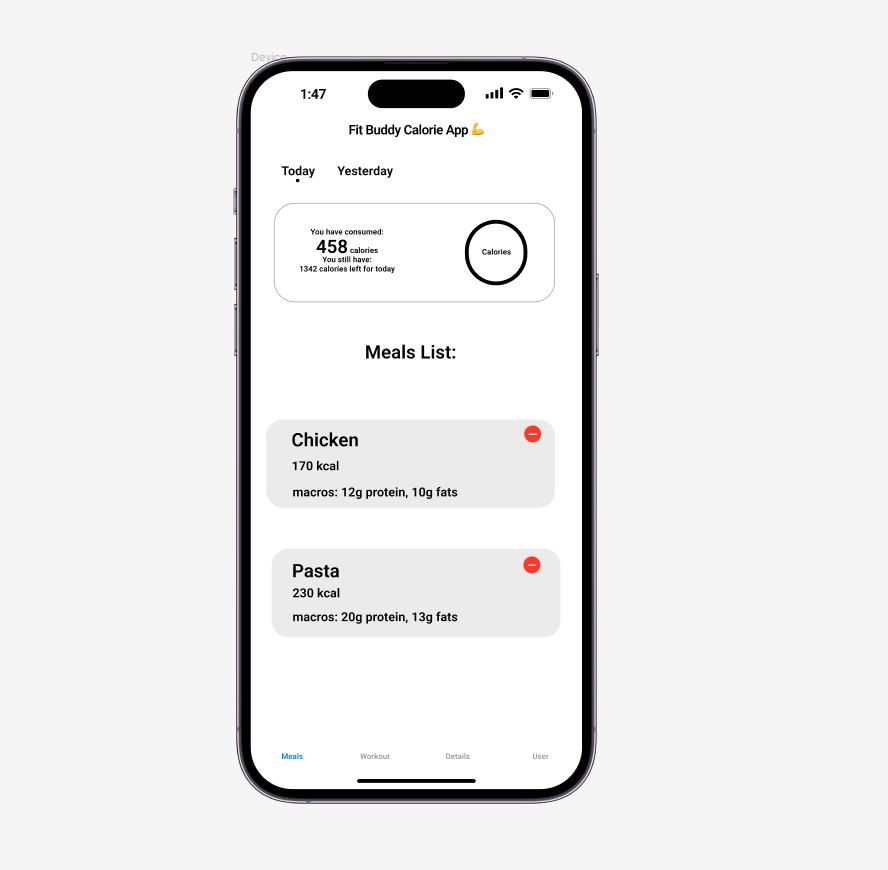 Device
1:47
Fit Buddy Calorie App 💪
Today Yesterday
You have consumed:
458 calories
You still have:
1342 calories left for today
Calories
Meals List:
Chicken
170 kcal
macros: 12g protein, 10g fats
Pasta
230 kcal
macros: 20g protein, 13g fats
Meals Workout Details User